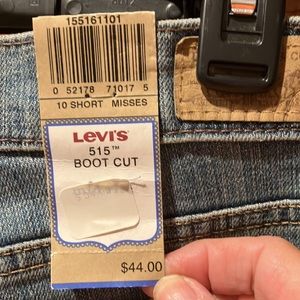 155161101
0 52178 71017 5
10 SHORT MISSES
LEVI'S
515™
BOOT CUT
$44.00